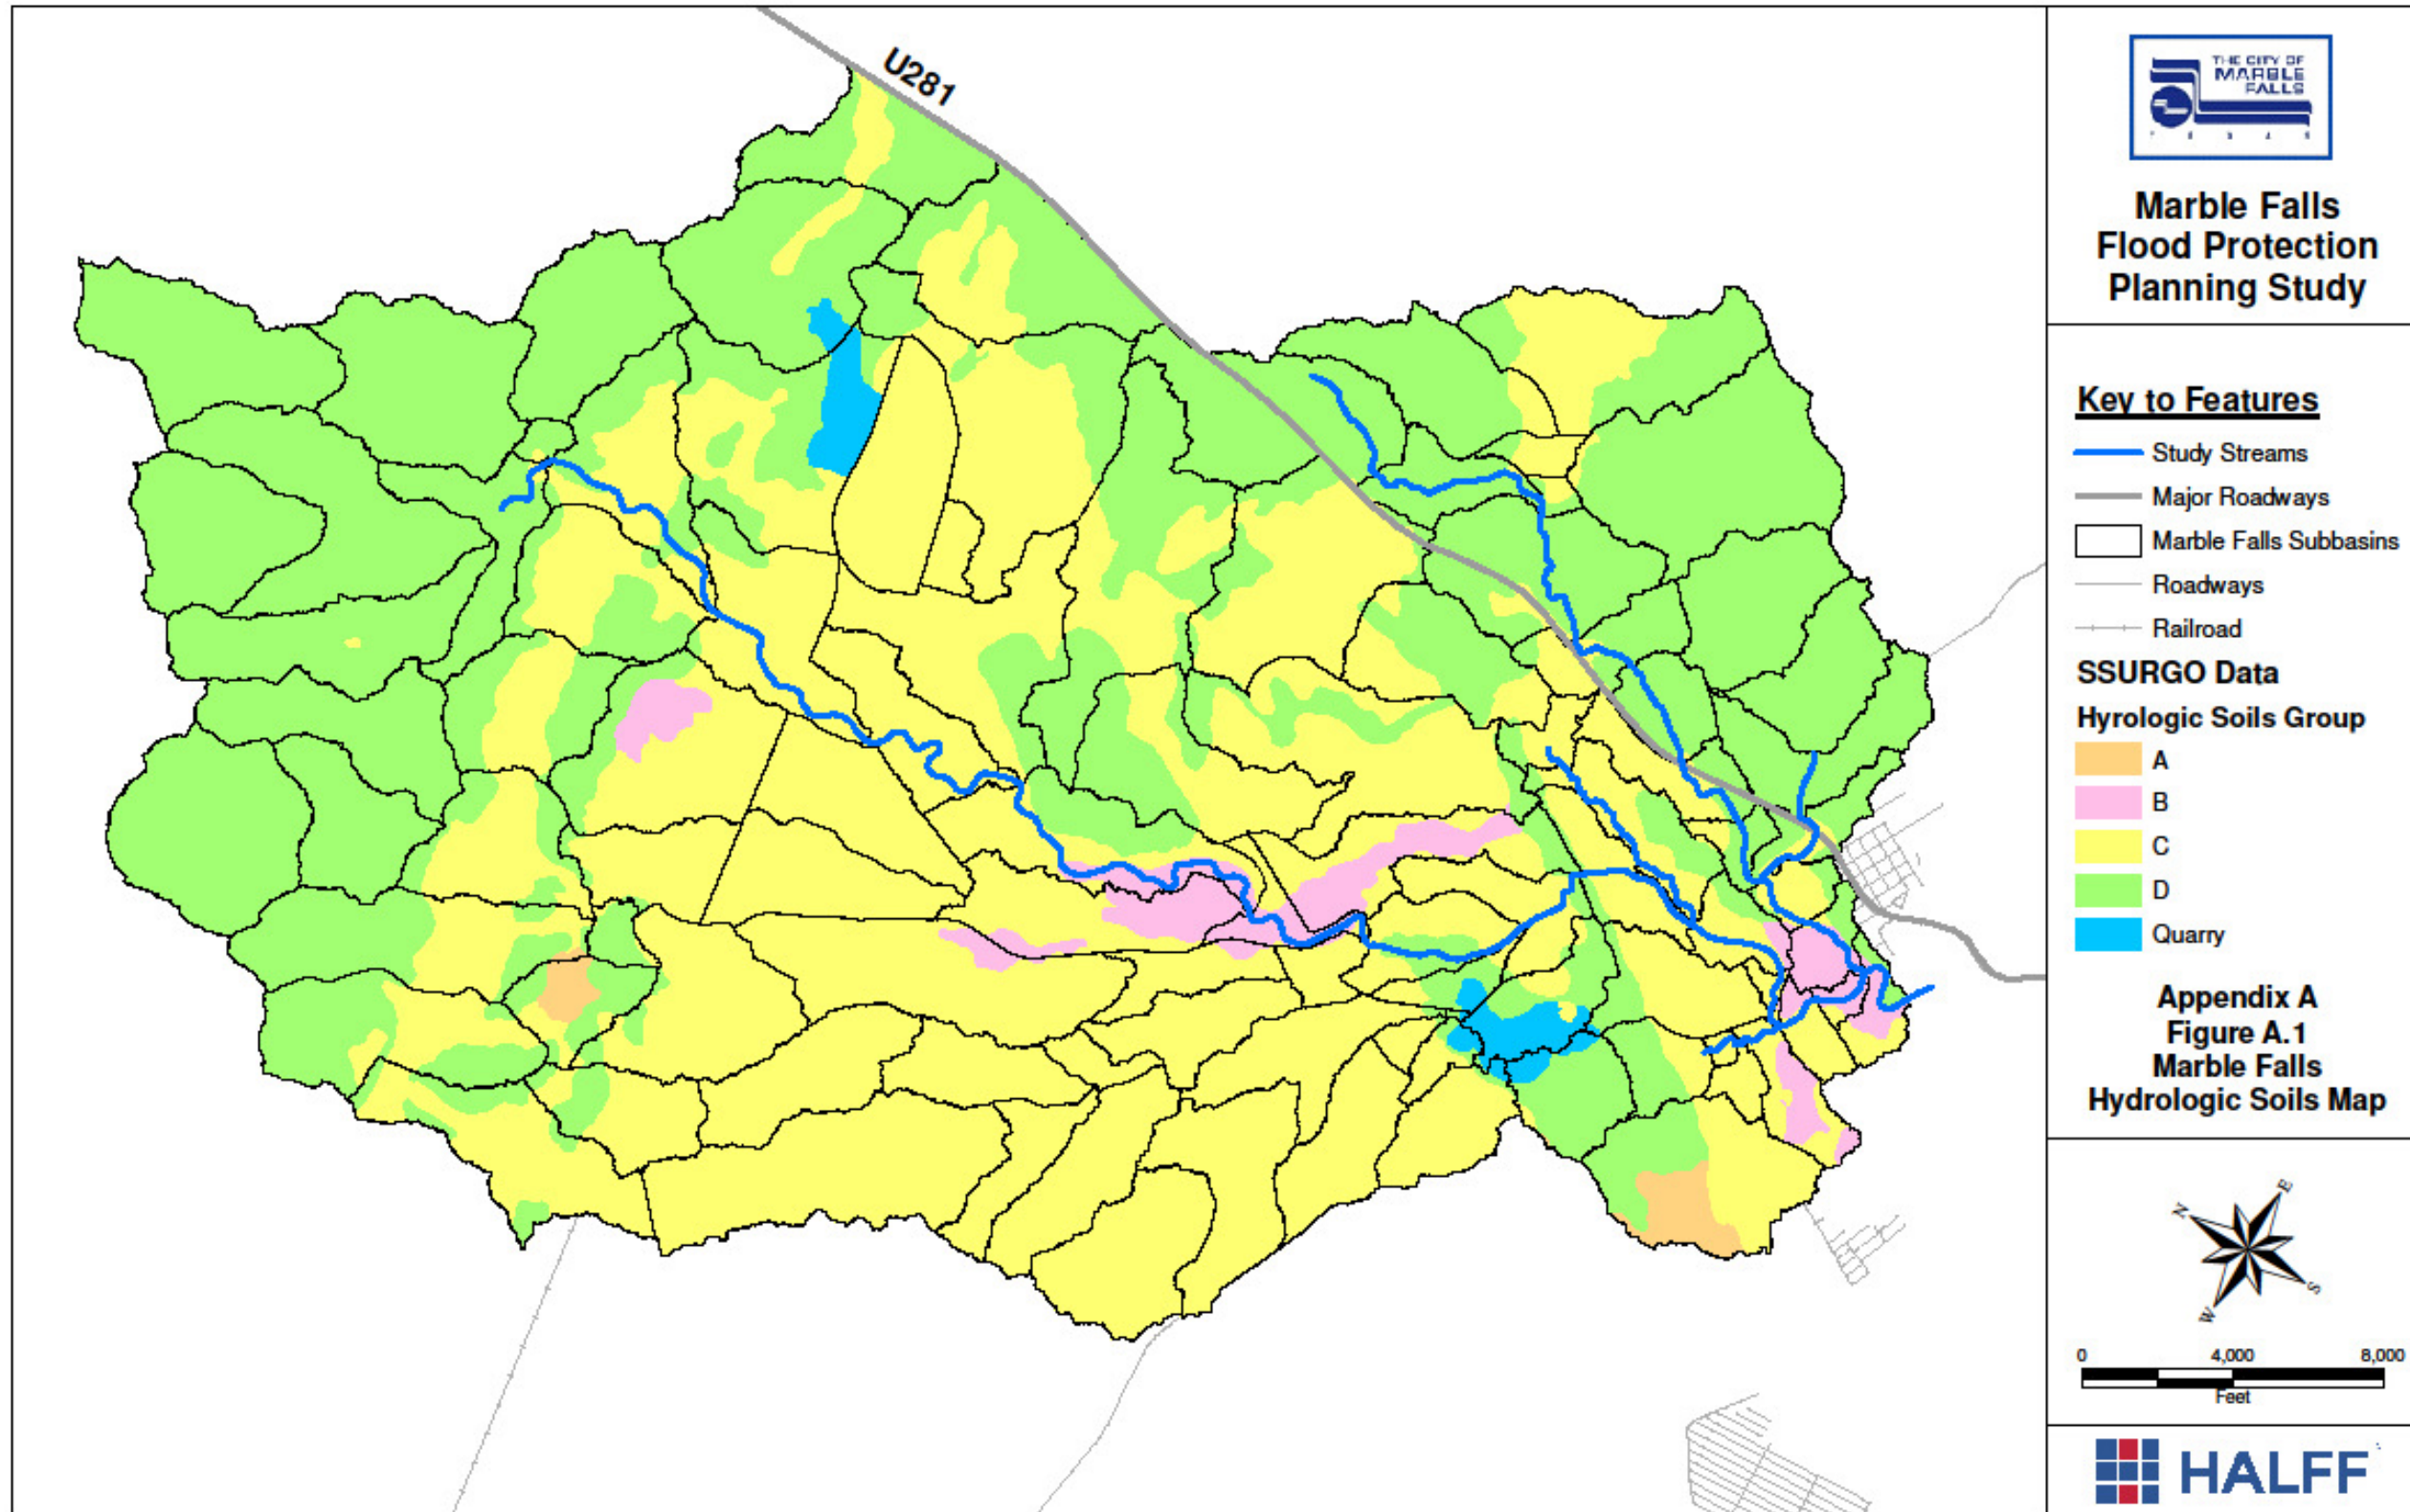 U281
THE CITY OF
MARBLE
FALLS
T E X A S
Marble Falls
Flood Protection
Planning Study
Key to Features
Study Streams
Major Roadways
Marble Falls Subbasins
Roadways
Railroad
SSURGO Data
Hyrologic Soils Group
A
B
C
D
Quarry
Appendix A
Figure A.1
Marble Falls
Hydrologic Soils Map
N
E
W
S
0 4,000 8,000
Feet
HALFF